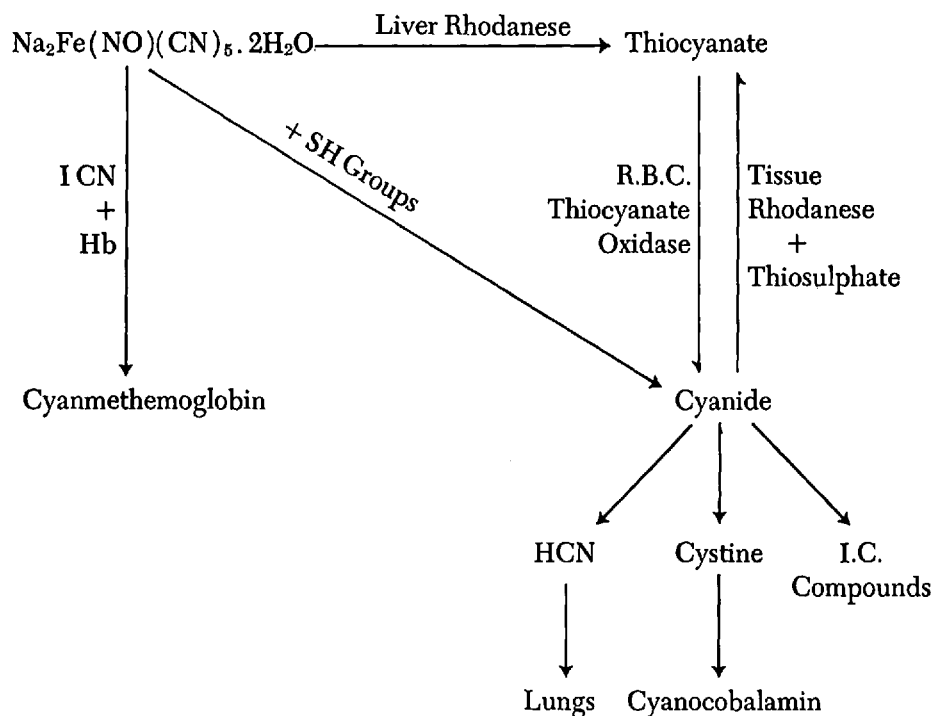 Liver Rhodanese
Na₂Fe(NO)(CN)₅.2H₂O
Thiocyanate
+ SH Groups
I CN
+
Hb
R.B.C.
Thiocyanate
Oxidase
Tissue
Rhodanese
+
Thiosulphate
Cyanmethemoglobin
Cyanide
HCN
Cystine
I.C.
Compounds
Lungs
Cyanocobalamin